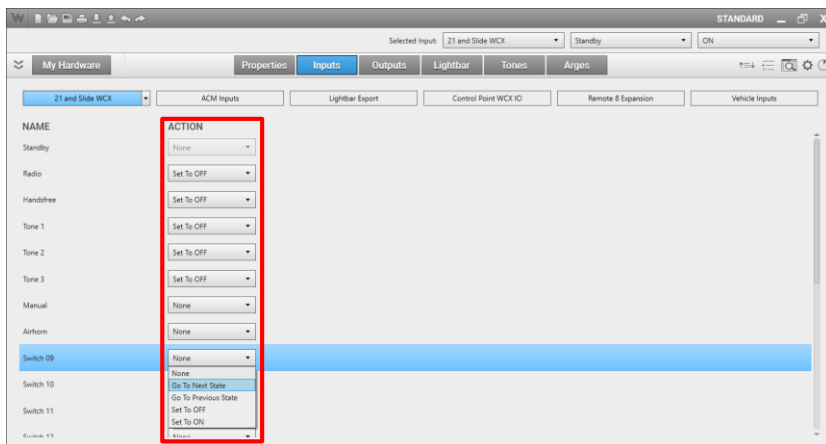 W STANDARD X
Selected Input: 21 and Slide WCX Standby ON
My Hardware Properties Inputs Outputs Lightbar Tones Arges
21 and Slide WCX ACM Inputs Lightbar Export Control Point WCX IO Remote 8 Expansion Vehicle Inputs
NAME ACTION
Standby None
Radio Set To OFF
Handsfree Set To OFF
Tone 1 Set To OFF
Tone 2 Set To OFF
Tone 3 Set To OFF
Manual None
Airhorn None
Switch 09 None
None
Switch 10 Go To Next State
Go To Previous State
Switch 11 Set To OFF
Set To ON
Switch 12 None